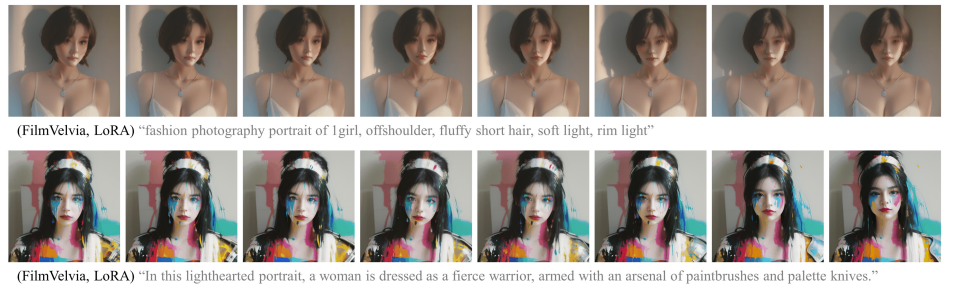 (FilmVelvia, LoRA) “fashion photography portrait of 1girl, offshoulder, fluffy short hair, soft light, rim light”
(FilmVelvia, LoRA) “In this lighthearted portrait, a woman is dressed as a fierce warrior, armed with an arsenal of paintbrushes and palette knives.”